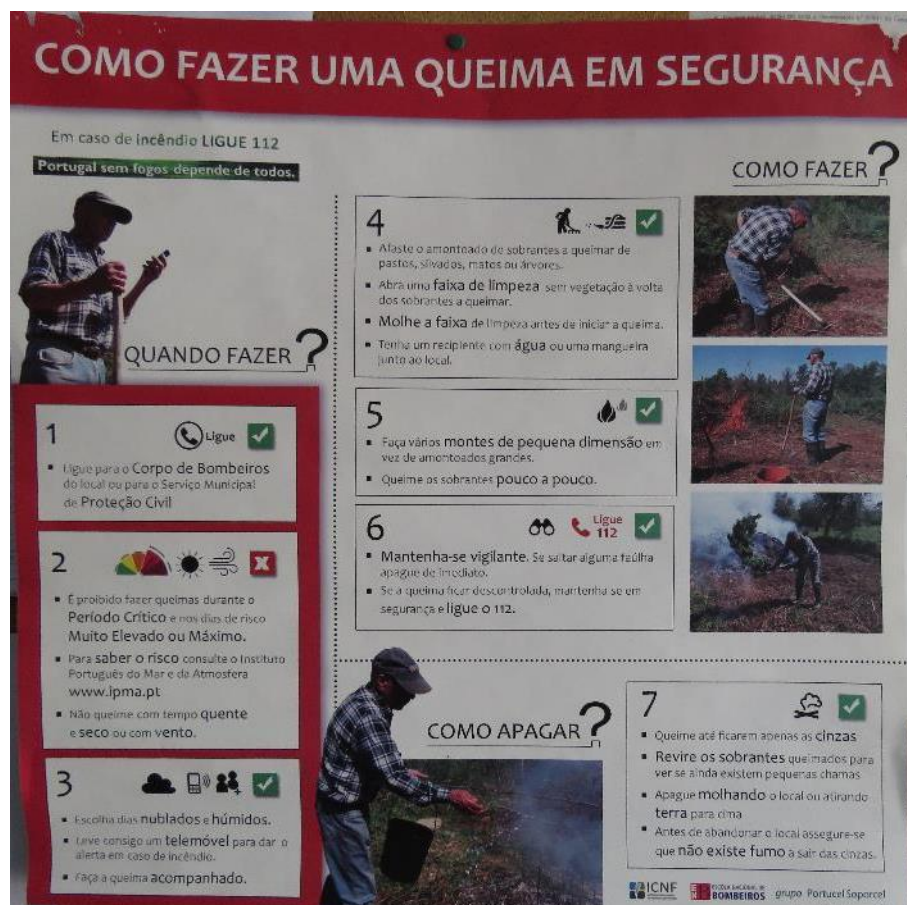 COMO FAZER UMA QUEIMA EM SEGURANÇA
Em caso de incêndio LIGUE 112
Portugal sem fogos depende de todos.
QUANDO FAZER ?
1
Ligue
▪ Ligue para o Corpo de Bombeiros
do local ou para o Serviço Municipal
de Proteção Civil
2
▪ É proibido fazer queimas durante o
Período Crítico e nos dias de risco
Muito Elevado ou Máximo.
▪ Para saber o risco consulte o Instituto
Português do Mar e da Atmosfera
www.ipma.pt
▪ Não queime com tempo quente
e seco ou com vento.
3
▪ Escolha dias nublados e húmidos.
▪ Leve consigo um telemóvel para dar o
alerta em caso de incêndio.
▪ Faça a queima acompanhado.
COMO FAZER ?
4
▪ Afaste o amontoado de sobrantes a queimar de
pastos, silvados, matos ou árvores.
▪ Abra uma faixa de limpeza sem vegetação à volta
dos sobrantes a queimar.
▪ Molhe a faixa de limpeza antes de iniciar a queima.
▪ Tenha um recipiente com água ou uma mangueira
junto ao local.
5
▪ Faça vários montes de pequena dimensão em
vez de amontoados grandes.
▪ Queime os sobrantes pouco a pouco.
6
Ligue
112
▪ Mantenha-se vigilante. Se saltar alguma faúlha
apague de imediato.
▪ Se a queima ficar descontrolada, mantenha se em
segurança e ligue o 112.
COMO APAGAR ?
7
▪ Queime até ficarem apenas as cinzas
▪ Revire os sobrantes queimados para
ver se ainda existem pequenas chamas
▪ Apague molhando o local ou atirando
terra para cima
▪ Antes de abandonar o local assegure-se
que não existe fumo a sair das cinzas.
ICNF
ESCOLA NACIONAL DE
BOMBEIROS
grupo Portucel Soporcel